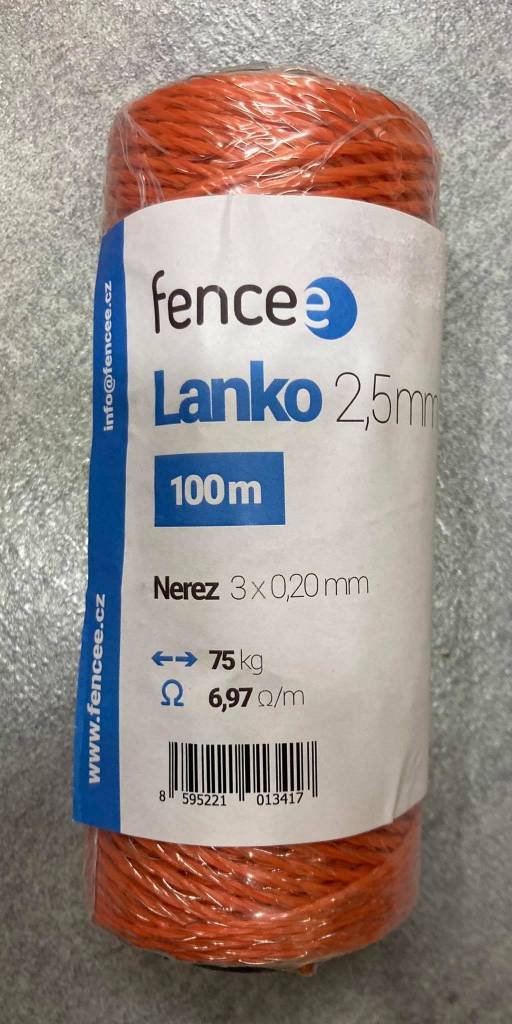 fencee
Lanko 2,5mm
100m
Nerez 3 x 0,20 mm
75 kg
Ω 6,97 Ω/m
8 595221 013417
info@fencee.cz
www.fencee.cz